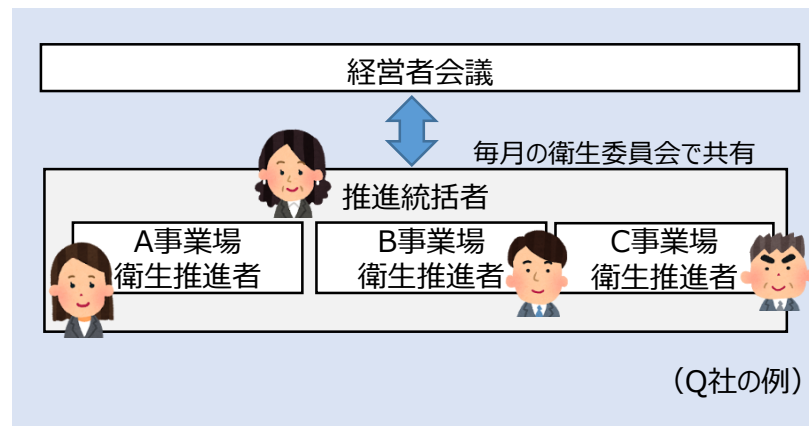 経営者会議
毎月の衛生委員会で共有
推進統括者
A事業場
衛生推進者
B事業場
衛生推進者
C事業場
衛生推進者
（Q社の例）